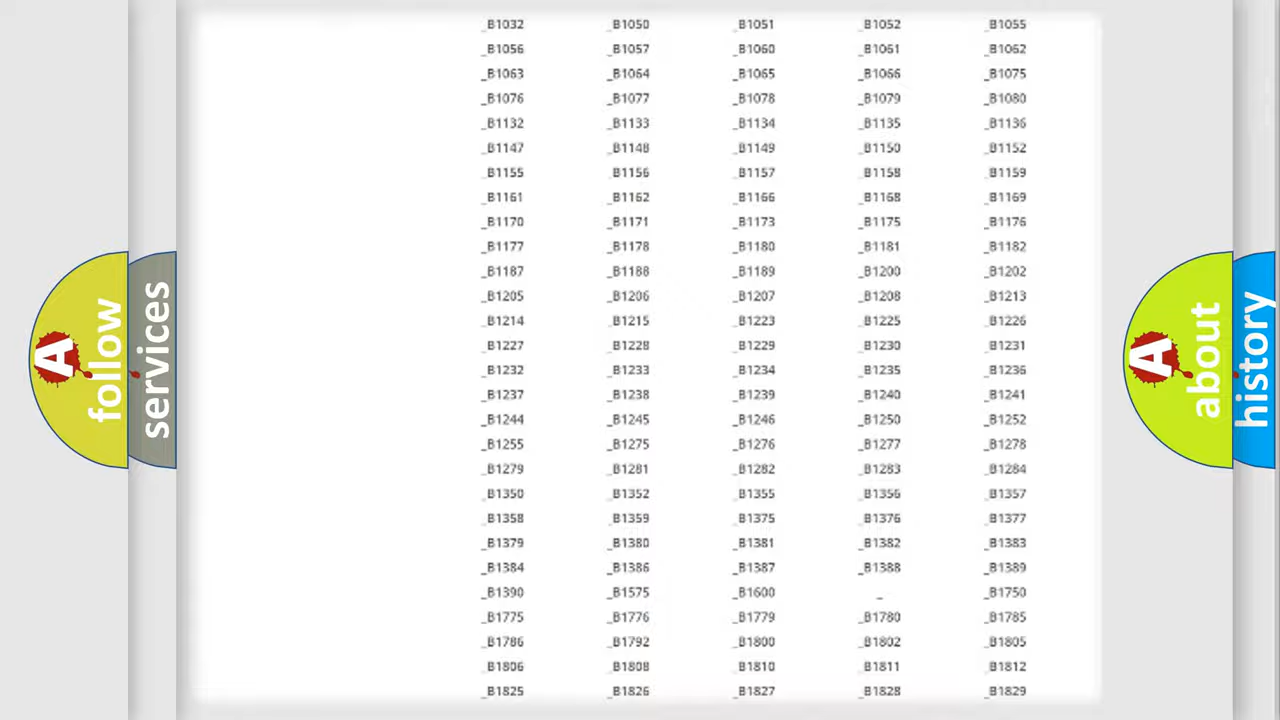 _B1032 _B1050 _B1051 _B1052 _B1055
_B1056 _B1057 _B1060 _B1061 _B1062
_B1063 _B1064 _B1065 _B1066 _B1075
_B1076 _B1077 _B1078 _B1079 _B1080
_B1132 _B1133 _B1134 _B1135 _B1136
_B1147 _B1148 _B1149 _B1150 _B1152
_B1155 _B1156 _B1157 _B1158 _B1159
_B1161 _B1162 _B1166 _B1168 _B1169
_B1170 _B1171 _B1173 _B1175 _B1176
_B1177 _B1178 _B1180 _B1181 _B1182
_B1187 _B1188 _B1189 _B1200 _B1202
_B1205 _B1206 _B1207 _B1208 _B1213
_B1214 _B1215 _B1223 _B1225 _B1226
_B1227 _B1228 _B1229 _B1230 _B1231
_B1232 _B1233 _B1234 _B1235 _B1236
_B1237 _B1238 _B1239 _B1240 _B1241
_B1244 _B1245 _B1246 _B1250 _B1252
_B1255 _B1275 _B1276 _B1277 _B1278
_B1279 _B1281 _B1282 _B1283 _B1284
_B1350 _B1352 _B1355 _B1356 _B1357
_B1358 _B1359 _B1375 _B1376 _B1377
_B1379 _B1380 _B1381 _B1382 _B1383
_B1384 _B1386 _B1387 _B1388 _B1389
_B1390 _B1575 _B1600 _ _B1750
_B1775 _B1776 _B1779 _B1780 _B1785
_B1786 _B1792 _B1800 _B1802 _B1805
_B1806 _B1808 _B1810 _B1811 _B1812
_B1825 _B1826 _B1827 _B1828 _B1829
A
follow
services
A
about
history